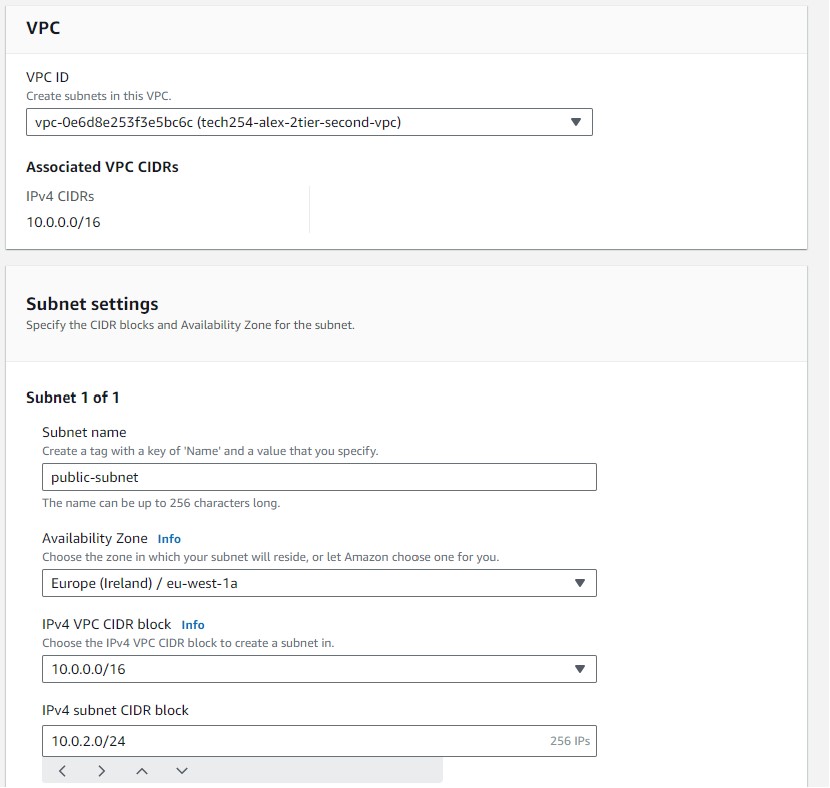 VPC
VPC ID
Create subnets in this VPC.
vpc-0e6d8e253f3e5bc6c (tech254-alex-2tier-second-vpc)
Associated VPC CIDRs
IPv4 CIDRs
10.0.0.0/16
Subnet settings
Specify the CIDR blocks and Availability Zone for the subnet.
Subnet 1 of 1
Subnet name
Create a tag with a key of 'Name' and a value that you specify.
public-subnet
The name can be up to 256 characters long.
Availability Zone Info
Choose the zone in which your subnet will reside, or let Amazon choose one for you.
Europe (Ireland) / eu-west-1a
IPv4 VPC CIDR block Info
Choose the IPv4 VPC CIDR block to create a subnet in.
10.0.0.0/16
IPv4 subnet CIDR block
10.0.2.0/24 256 IPs